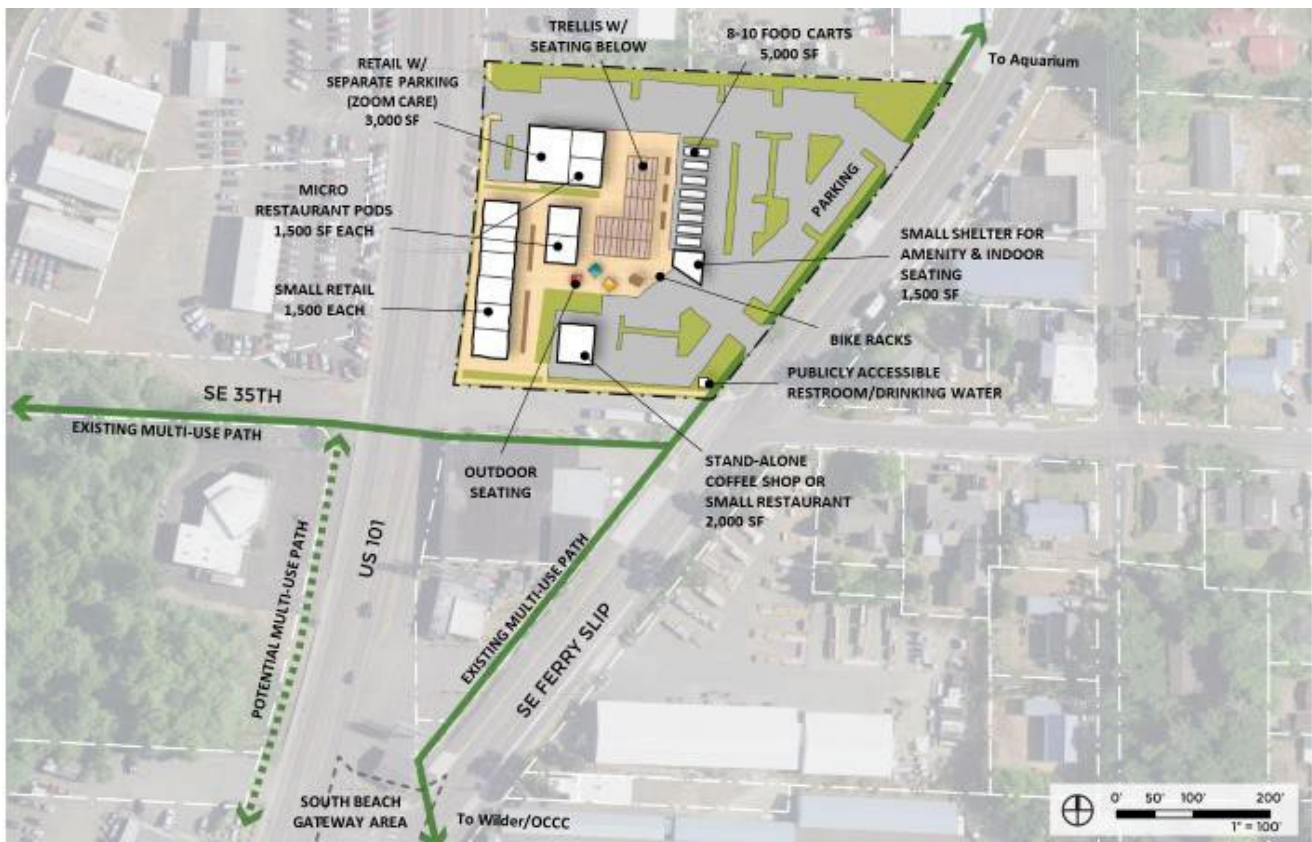 TRELLIS W/
SEATING BELOW
8-10 FOOD CARTS
5,000 SF
To Aquarium
RETAIL W/
SEPARATE PARKING
(ZOOM CARE)
3,000 SF
MICRO
RESTAURANT PODS
1,500 SF EACH
PARKING
SMALL SHELTER FOR
AMENITY & INDOOR
SEATING
1,500 SF
SMALL RETAIL
1,500 EACH
BIKE RACKS
PUBLICLY ACCESSIBLE
RESTROOM/DRINKING WATER
SE 35TH
EXISTING MULTI-USE PATH
OUTDOOR
SEATING
STAND-ALONE
COFFEE SHOP OR
SMALL RESTAURANT
2,000 SF
US 101
POTENTIAL MULTI-USE PATH
EXISTING MULTI-USE PATH
SE FERRY SLIP
SOUTH BEACH
GATEWAY AREA
To Wilder/OCCC
0' 50' 100' 200'
1" = 100'